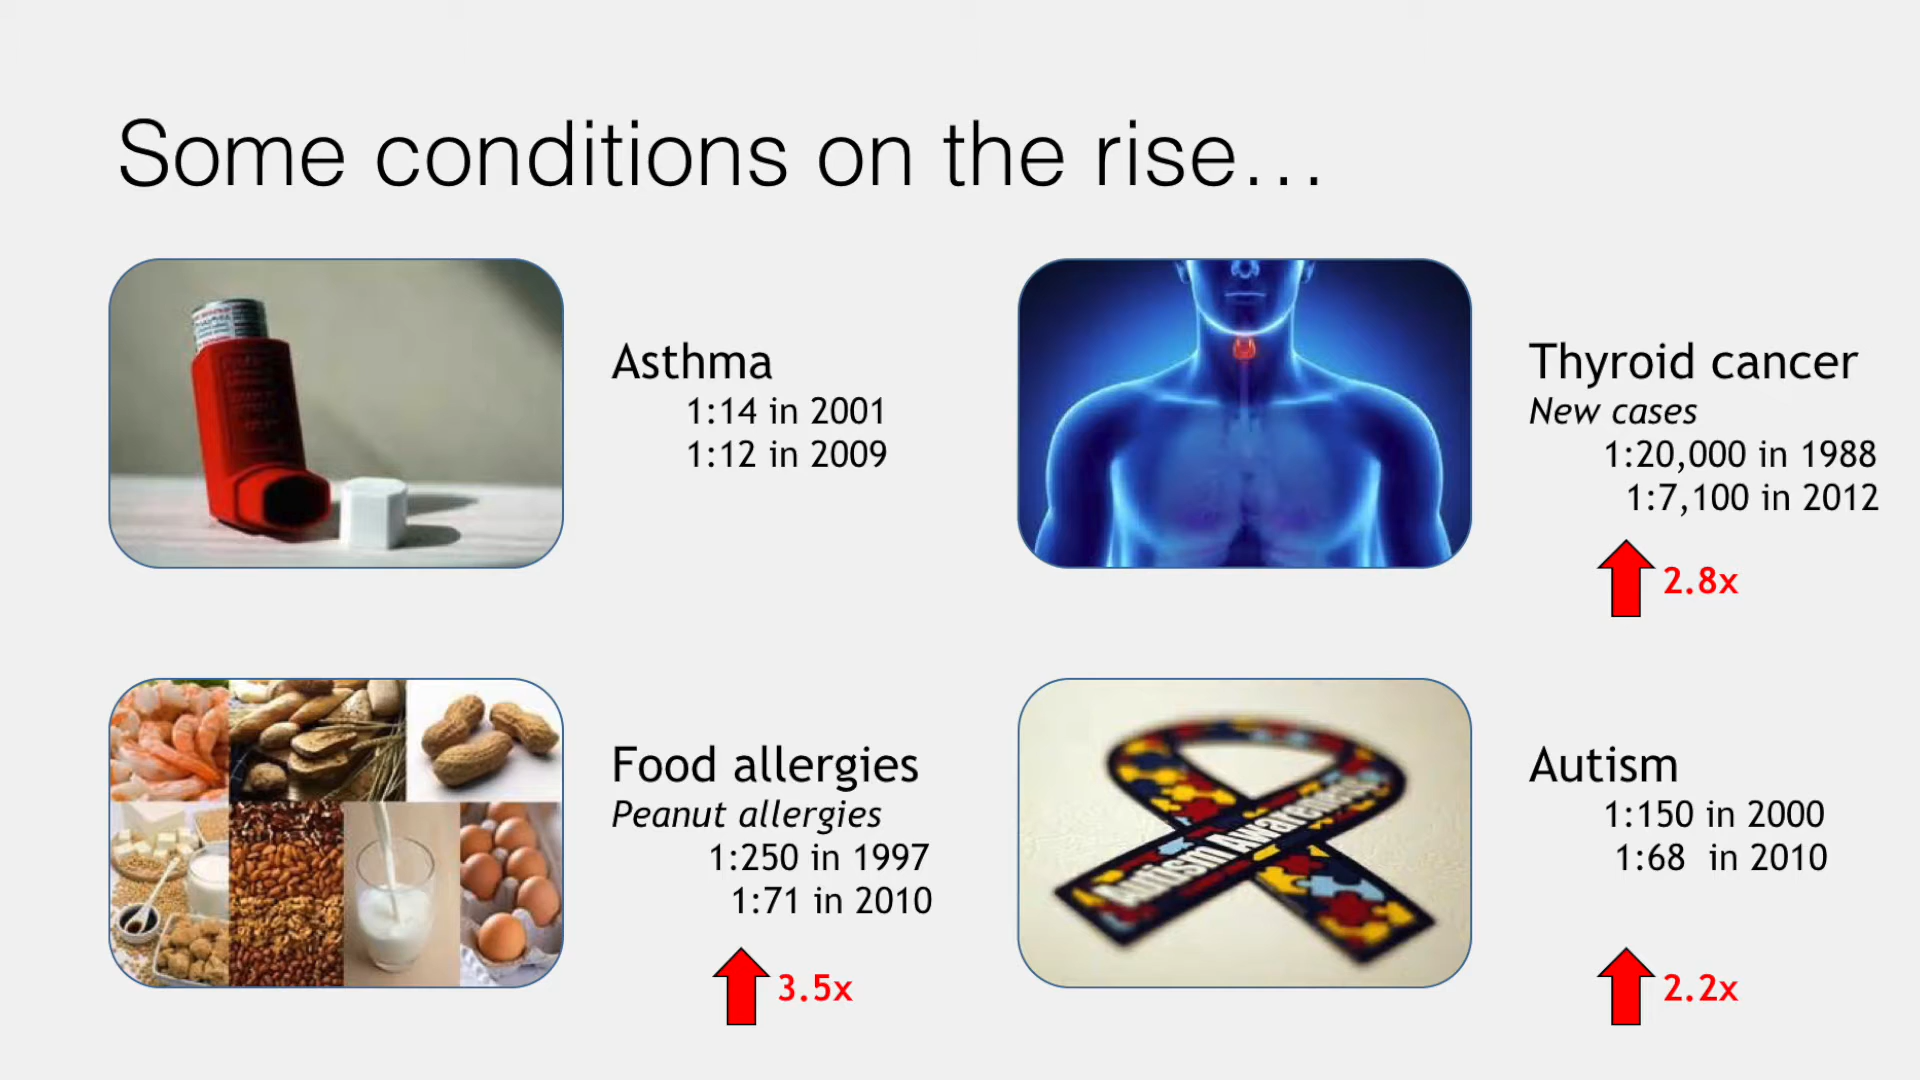 Some conditions on the rise…
Asthma
1:14 in 2001
1:12 in 2009
Thyroid cancer
New cases
1:20,000 in 1988
1:7,100 in 2012
2.8x
Food allergies
Peanut allergies
1:250 in 1997
1:71 in 2010
3.5x
Autism Awareness
Autism
1:150 in 2000
1:68 in 2010
2.2x